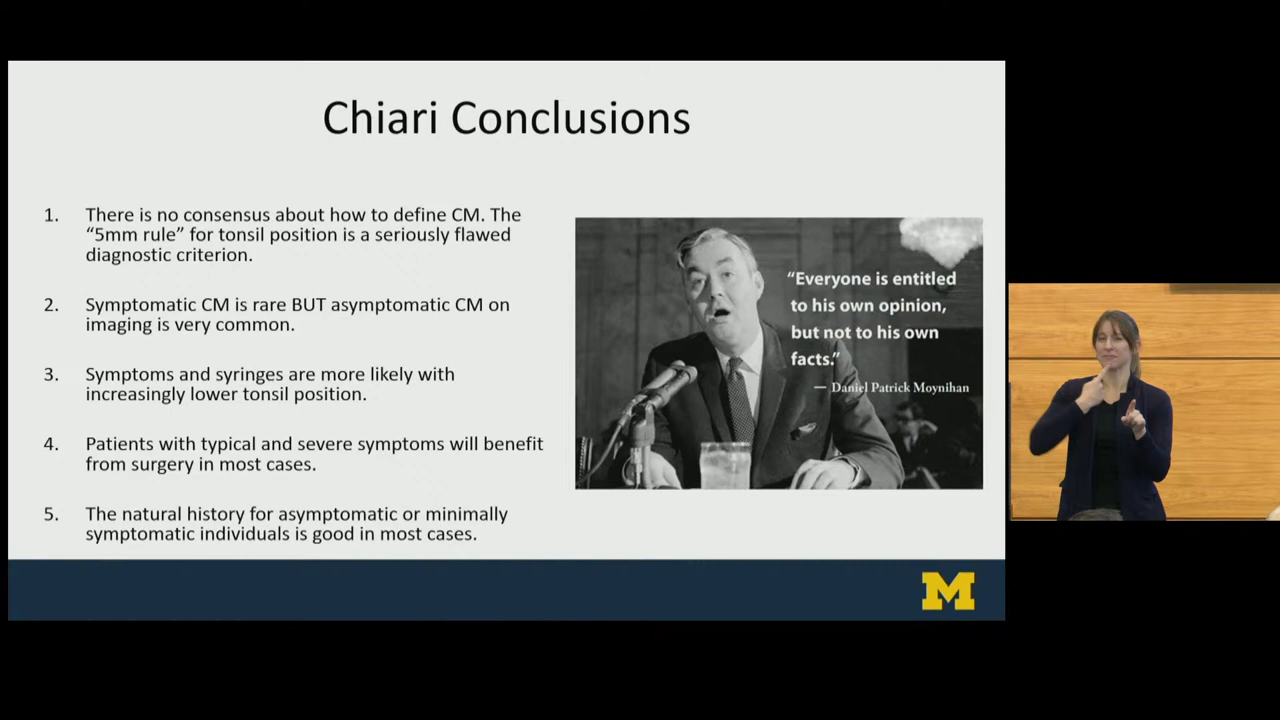 Chiari Conclusions
1. There is no consensus about how to define CM. The
“5mm rule” for tonsil position is a seriously flawed
diagnostic criterion.
2. Symptomatic CM is rare BUT asymptomatic CM on
imaging is very common.
3. Symptoms and syringes are more likely with
increasingly lower tonsil position.
4. Patients with typical and severe symptoms will benefit
from surgery in most cases.
5. The natural history for asymptomatic or minimally
symptomatic individuals is good in most cases.
“Everyone is entitled
to his own opinion,
but not to his own
facts.”
— Daniel Patrick Moynihan
M